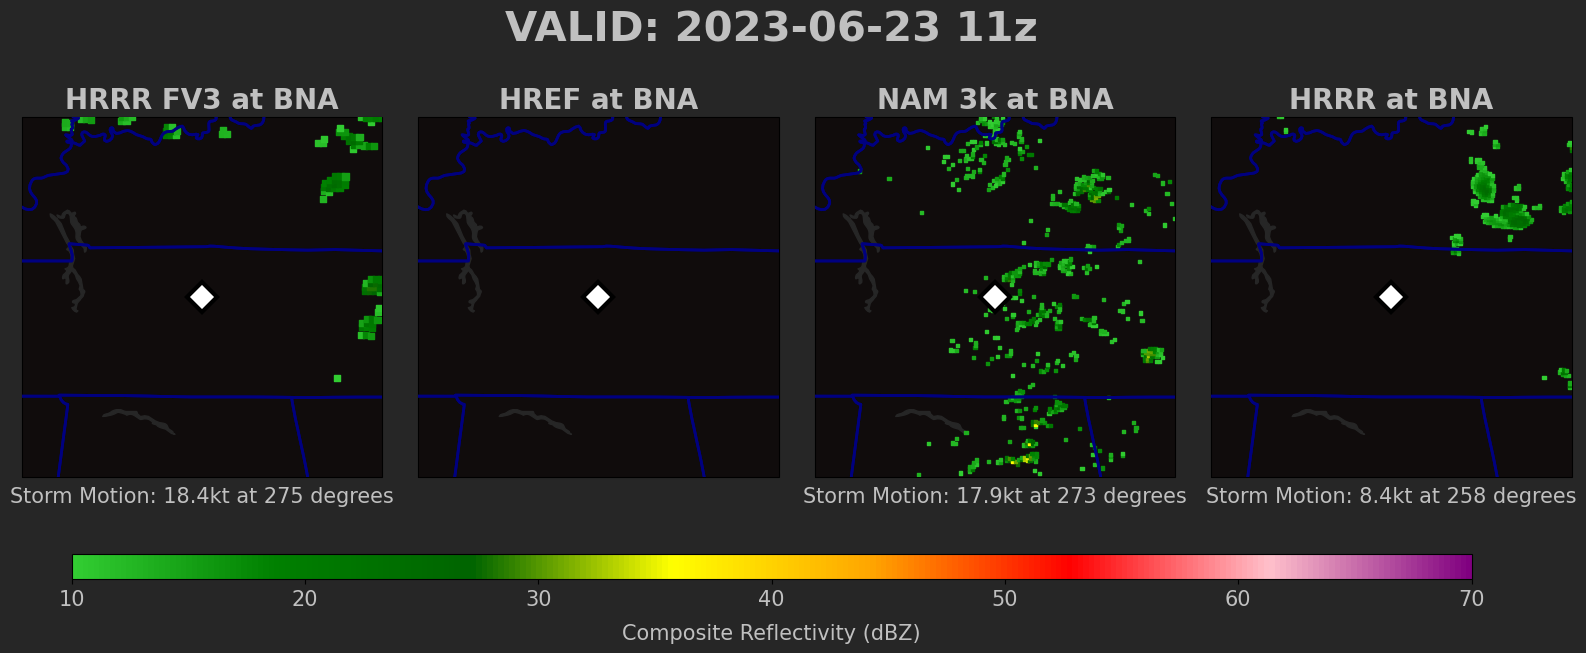 VALID: 2023-06-23 11z
HRRR FV3 at BNA
HREF at BNA
NAM 3k at BNA
HRRR at BNA
Storm Motion: 18.4kt at 275 degrees
Storm Motion: 17.9kt at 273 degrees
Storm Motion: 8.4kt at 258 degrees
10 20 30 40 50 60 70
Composite Reflectivity (dBZ)